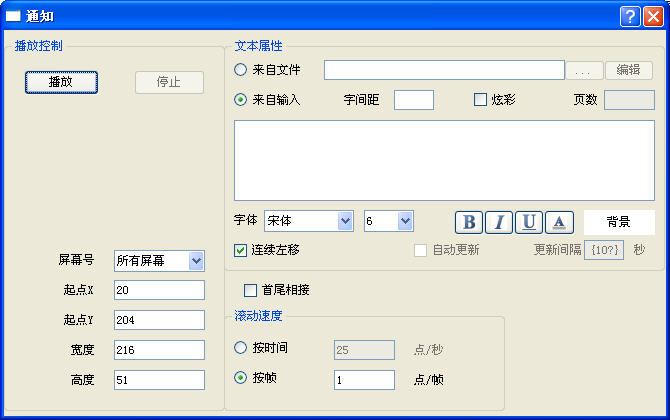 通知
播放控制
播放
停止
屏幕号
所有屏幕
起点X
20
起点Y
204
宽度
216
高度
51
文本属性
来自文件
...
编辑
来自输入
字间距
炫彩
页数
字体
宋体
6
B I U A
背景
连续左移
自动更新
更新间隔
{10?}
秒
首尾相接
滚动速度
按时间
25
点/秒
按帧
1
点/帧